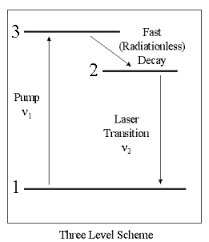 3
Fast
(Radiationless)
Decay
2
Pump
ν₁
Laser
Transition
ν₂
1
Three Level Scheme